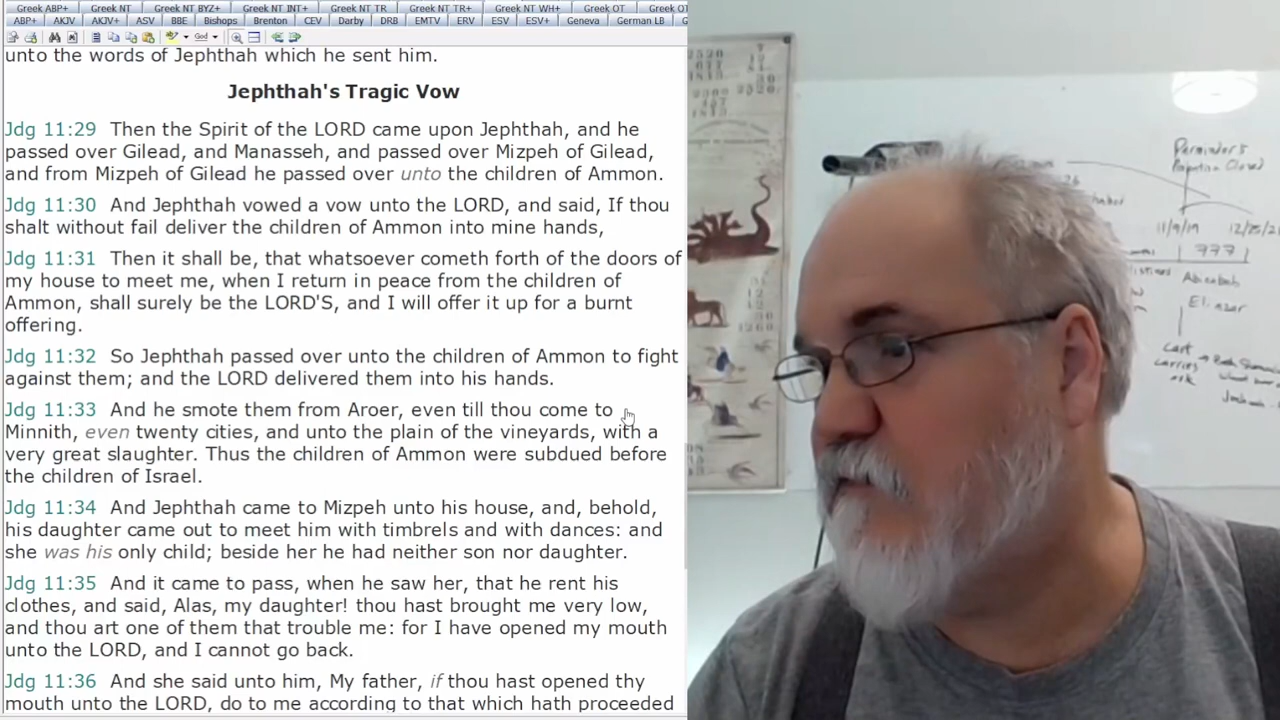 Greek ABP+ Greek NT Greek NT BYZ+ Greek NT INT+ Greek NT TR Greek NT TR+ Greek NT WH+ Greek OT Greek OT
ABP+ AKJV AKJV+ ASV BBE Bishops Brenton CEV Darby DRB EMTV ERV ESV ESV+ Geneva German LB G
God
unto the words of Jephthah which he sent him.
Jephthah's Tragic Vow
Jdg 11:29 Then the Spirit of the LORD came upon Jephthah, and he
passed over Gilead, and Manasseh, and passed over Mizpeh of Gilead,
and from Mizpeh of Gilead he passed over unto the children of Ammon.
Jdg 11:30 And Jephthah vowed a vow unto the LORD, and said, If thou
shalt without fail deliver the children of Ammon into mine hands,
Jdg 11:31 Then it shall be, that whatsoever cometh forth of the doors of
my house to meet me, when I return in peace from the children of
Ammon, shall surely be the LORD'S, and I will offer it up for a burnt
offering.
Jdg 11:32 So Jephthah passed over unto the children of Ammon to fight
against them; and the LORD delivered them into his hands.
Jdg 11:33 And he smote them from Aroer, even till thou come to
Minnith, even twenty cities, and unto the plain of the vineyards, with a
very great slaughter. Thus the children of Ammon were subdued before
the children of Israel.
Jdg 11:34 And Jephthah came to Mizpeh unto his house, and, behold,
his daughter came out to meet him with timbrels and with dances: and
she was his only child; beside her he had neither son nor daughter.
Jdg 11:35 And it came to pass, when he saw her, that he rent his
clothes, and said, Alas, my daughter! thou hast brought me very low,
and thou art one of them that trouble me: for I have opened my mouth
unto the LORD, and I cannot go back.
Jdg 11:36 And she said unto him, My father, if thou hast opened thy
mouth unto the LORD, do to me according to that which hath proceeded
2520
2520
1260
Closed
11/9/19 12/25/2
777
Abinadab
Eleazar
cart
carries
ark